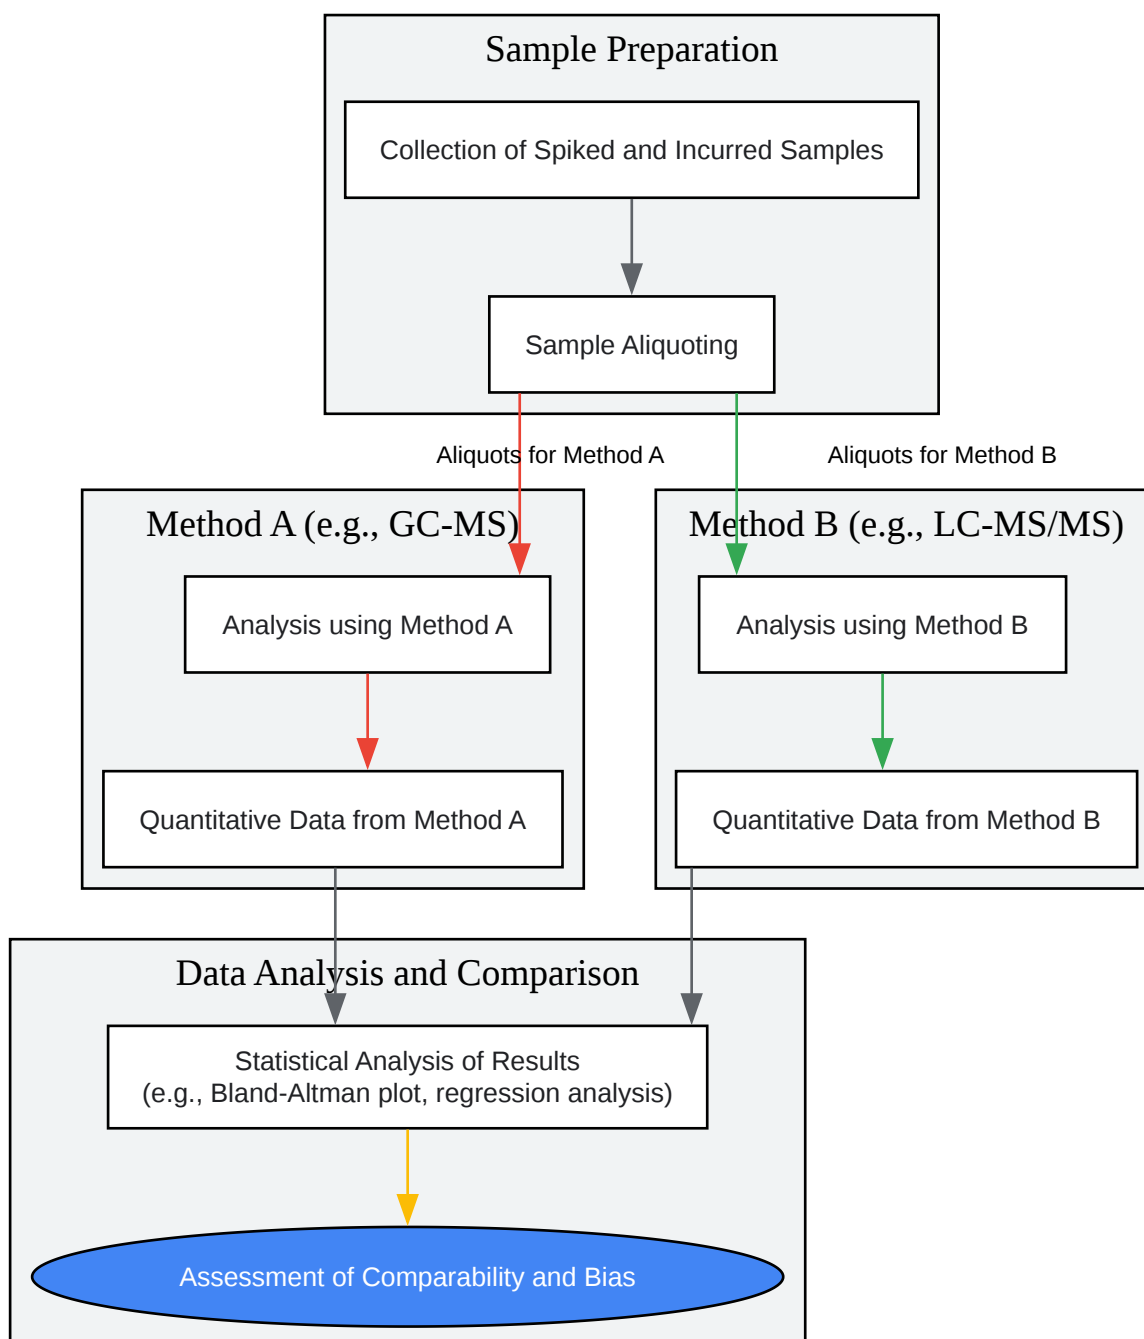 Sample Preparation
Collection of Spiked and Incurred Samples
Sample Aliquoting
Aliquots for Method A
Aliquots for Method B
Method A (e.g., GC-MS)
Method B (e.g., LC-MS/MS)
Analysis using Method A
Analysis using Method B
Quantitative Data from Method A
Quantitative Data from Method B
Data Analysis and Comparison
Statistical Analysis of Results
(e.g., Bland-Altman plot, regression analysis)
Assessment of Comparability and Bias